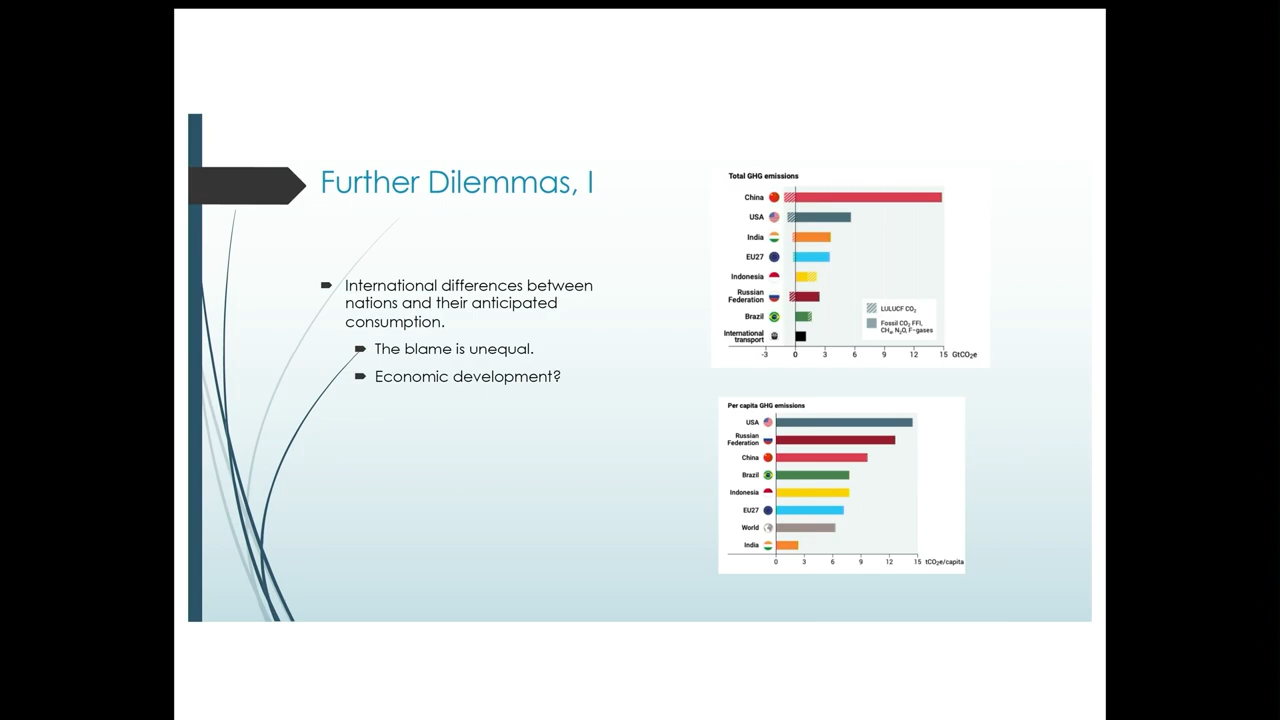 Further Dilemmas, I
International differences between
nations and their anticipated
consumption.
The blame is unequal.
Economic development?
Total GHG emissions
China
USA
India
EU27
Indonesia
Russian
Federation
Brazil
International
transport
LULUCF CO₂
Fossil CO₂ FFI,
CH₄, N₂O, F-gases
-3 0 3 6 9 12 15 GtCO₂e
Per capita GHG emissions
USA
Russian
Federation
China
Brazil
Indonesia
EU27
World
India
0 3 6 9 12 15 tCO₂e/capita